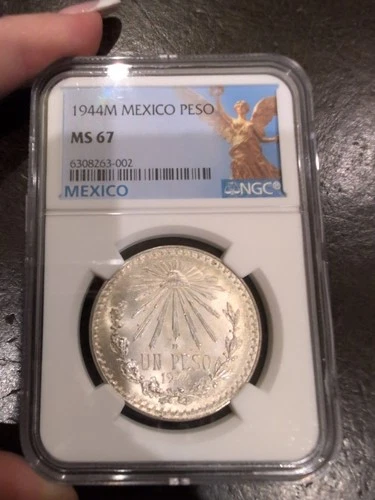 1944M MEXICO PESO
MS 67
6308263-002
MEXICO
NGC
M
UN PESO